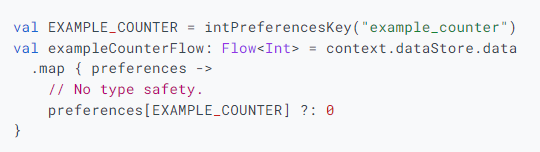 val EXAMPLE_COUNTER = intPreferencesKey("example_counter")
val exampleCounterFlow: Flow<Int> = context.dataStore.data
  .map { preferences ->
    // No type safety.
    preferences[EXAMPLE_COUNTER] ?: 0
}